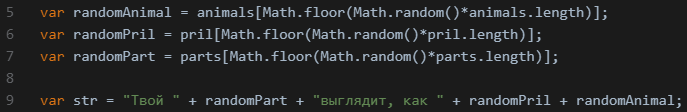 5 var randomAnimal = animals[Math.floor(Math.random()*animals.length)];
6 var randomPril = pril[Math.floor(Math.random()*pril.length)];
7 var randomPart = parts[Math.floor(Math.random()*parts.length)];
8
9 var str = "Твой " + randomPart + "выглядит, как " + randomPril + randomAnimal;